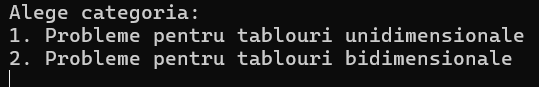 Alege categoria:
1. Probleme pentru tablouri unidimensionale
2. Probleme pentru tablouri bidimensionale